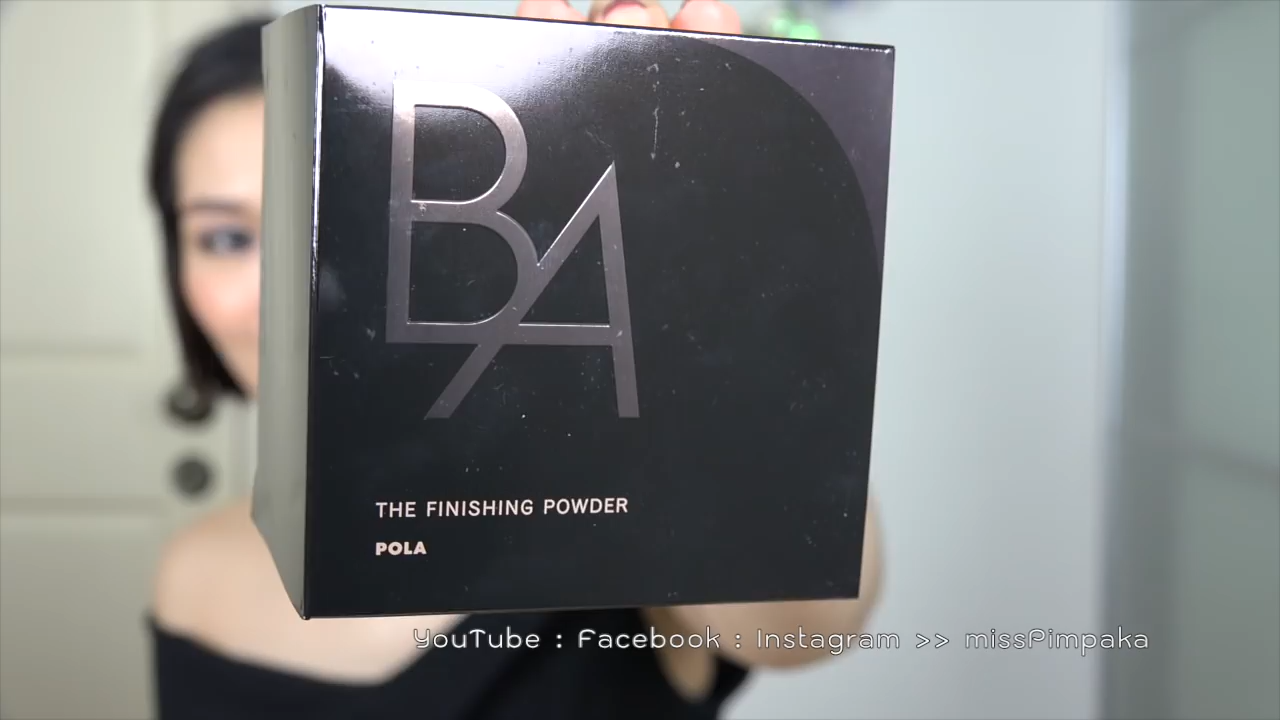 BA
THE FINISHING POWDER
POLA
YouTube : Facebook : Instagram >> missPimpaka